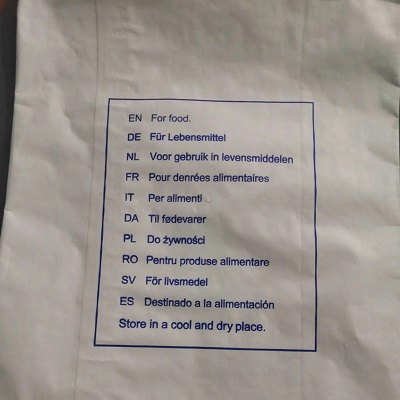 EN For food.
DE Für Lebensmittel
NL Voor gebruik in levensmiddelen
FR Pour denrées alimentaires
IT Per alimenti
DA Til fødevarer
PL Do żywności
RO Pentru produse alimentare
SV För livsmedel
ES Destinado a la alimentación
Store in a cool and dry place.